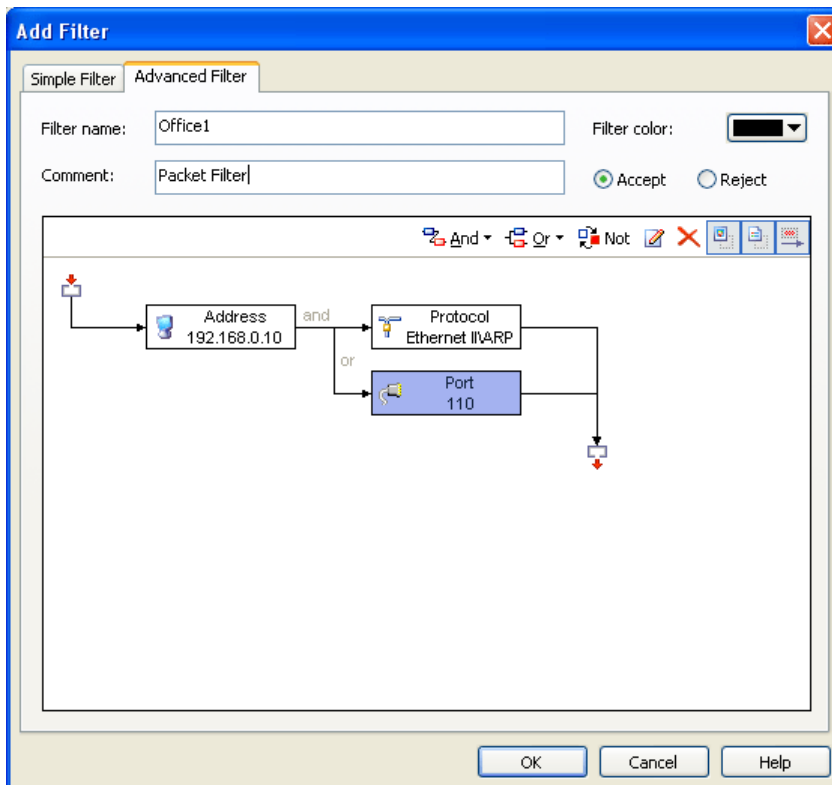 Add Filter
Simple Filter Advanced Filter
Filter name: Office1 Filter color:
Comment: Packet Filter Accept Reject
And Or Not
Address
192.168.0.10
and
Protocol
Ethernet II\ARP
or
Port
110
OK Cancel Help